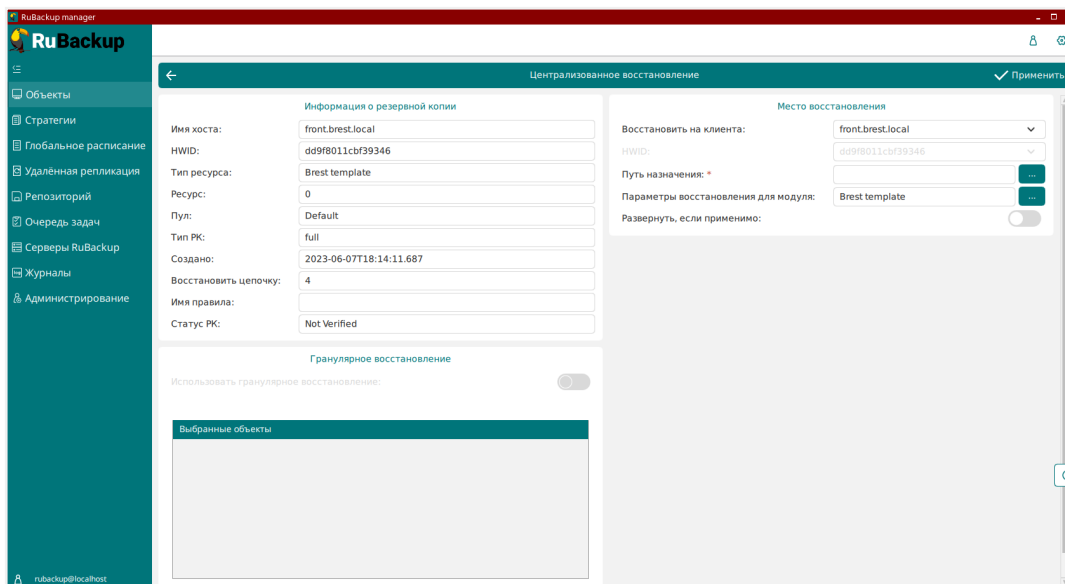 RuBackup manager
RuBackup
Объекты
Стратегии
Глобальное расписание
Удалённая репликация
Репозиторий
Очередь задач
Серверы RuBackup
Журналы
Администрирование
rubackup@localhost
Централизованное восстановление
Применить
Информация о резервной копии
Имя хоста: front.brest.local
HWID: dd9f8011cbf39346
Тип ресурса: Brest template
Ресурс: 0
Пул: Default
Тип РК: full
Создано: 2023-06-07T18:14:11.687
Восстановить цепочку: 4
Имя правила:
Статус РК: Not Verified
Гранулярное восстановление
Использовать гранулярное восстановление:
Выбранные объекты
Место восстановления
Восстановить на клиента: front.brest.local
HWID: dd9f8011cbf39346
Путь назначения: * ...
Параметры восстановления для модуля: Brest template ...
Развернуть, если применимо: